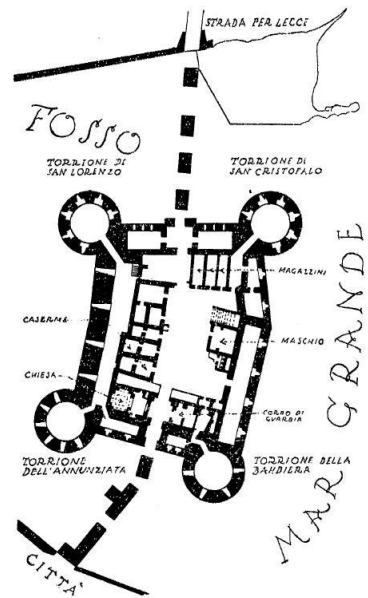 STRADA PER LECCE
FOSSO
TORRIONE DI
SAN LORENZO
TORRIONE DI
SAN CRISTOFALO
MAGAZZINI
MAR GRANDE
CASERME
MASCHIO
CHIESA
CORPO DI
GUARDIA
TORRIONE
DELL'ANNUNZIATA
TORRIONE DELLA
BANDIERA
CITTÀ